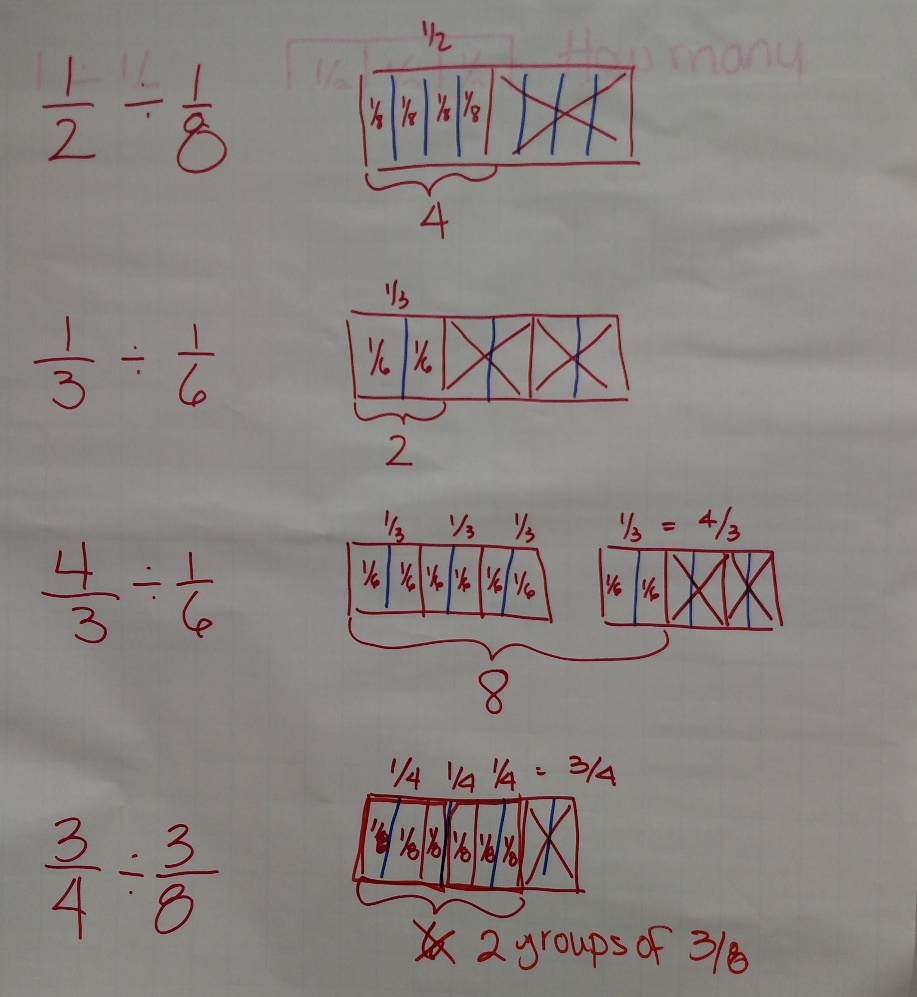 1/2
1/2 ÷ 1/8
1/8 1/8 1/8 1/8
4
How many
1/3
1/3 ÷ 1/6
1/6 1/6
2
1/3 1/3 1/3 1/3 = 4/3
4/3 ÷ 1/6
1/6 1/6 1/6 1/6 1/6 1/6 1/6 1/6
8
1/4 1/4 1/4 = 3/4
3/4 ÷ 3/8
1/8 1/8 1/8 1/8 1/8 1/8
2 groups of 3/8